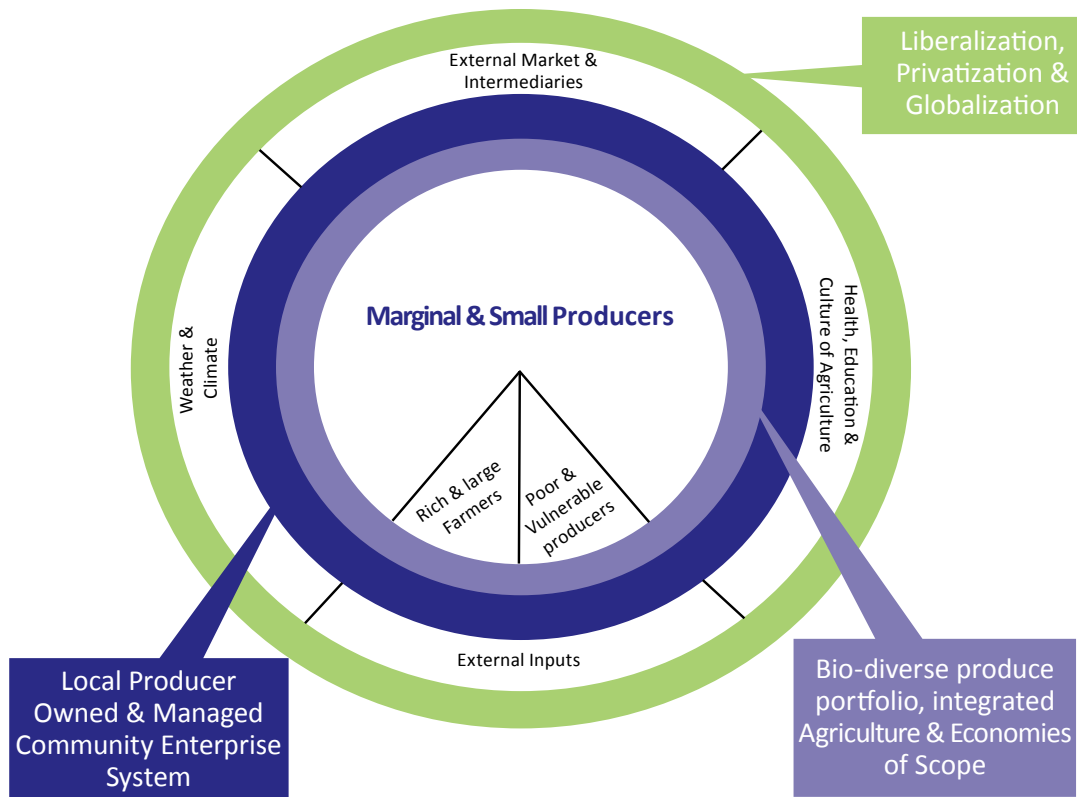 Liberalization,
Privatization &
Globalization
External Market &
Intermediaries
Weather &
Climate
Marginal & Small Producers
Health, Education &
Culture of Agriculture
Rich & large
Farmers
Poor &
Vulnerable
producers
External Inputs
Local Producer
Owned & Managed
Community Enterprise
System
Bio-diverse produce
portfolio, integrated
Agriculture & Economies
of Scope